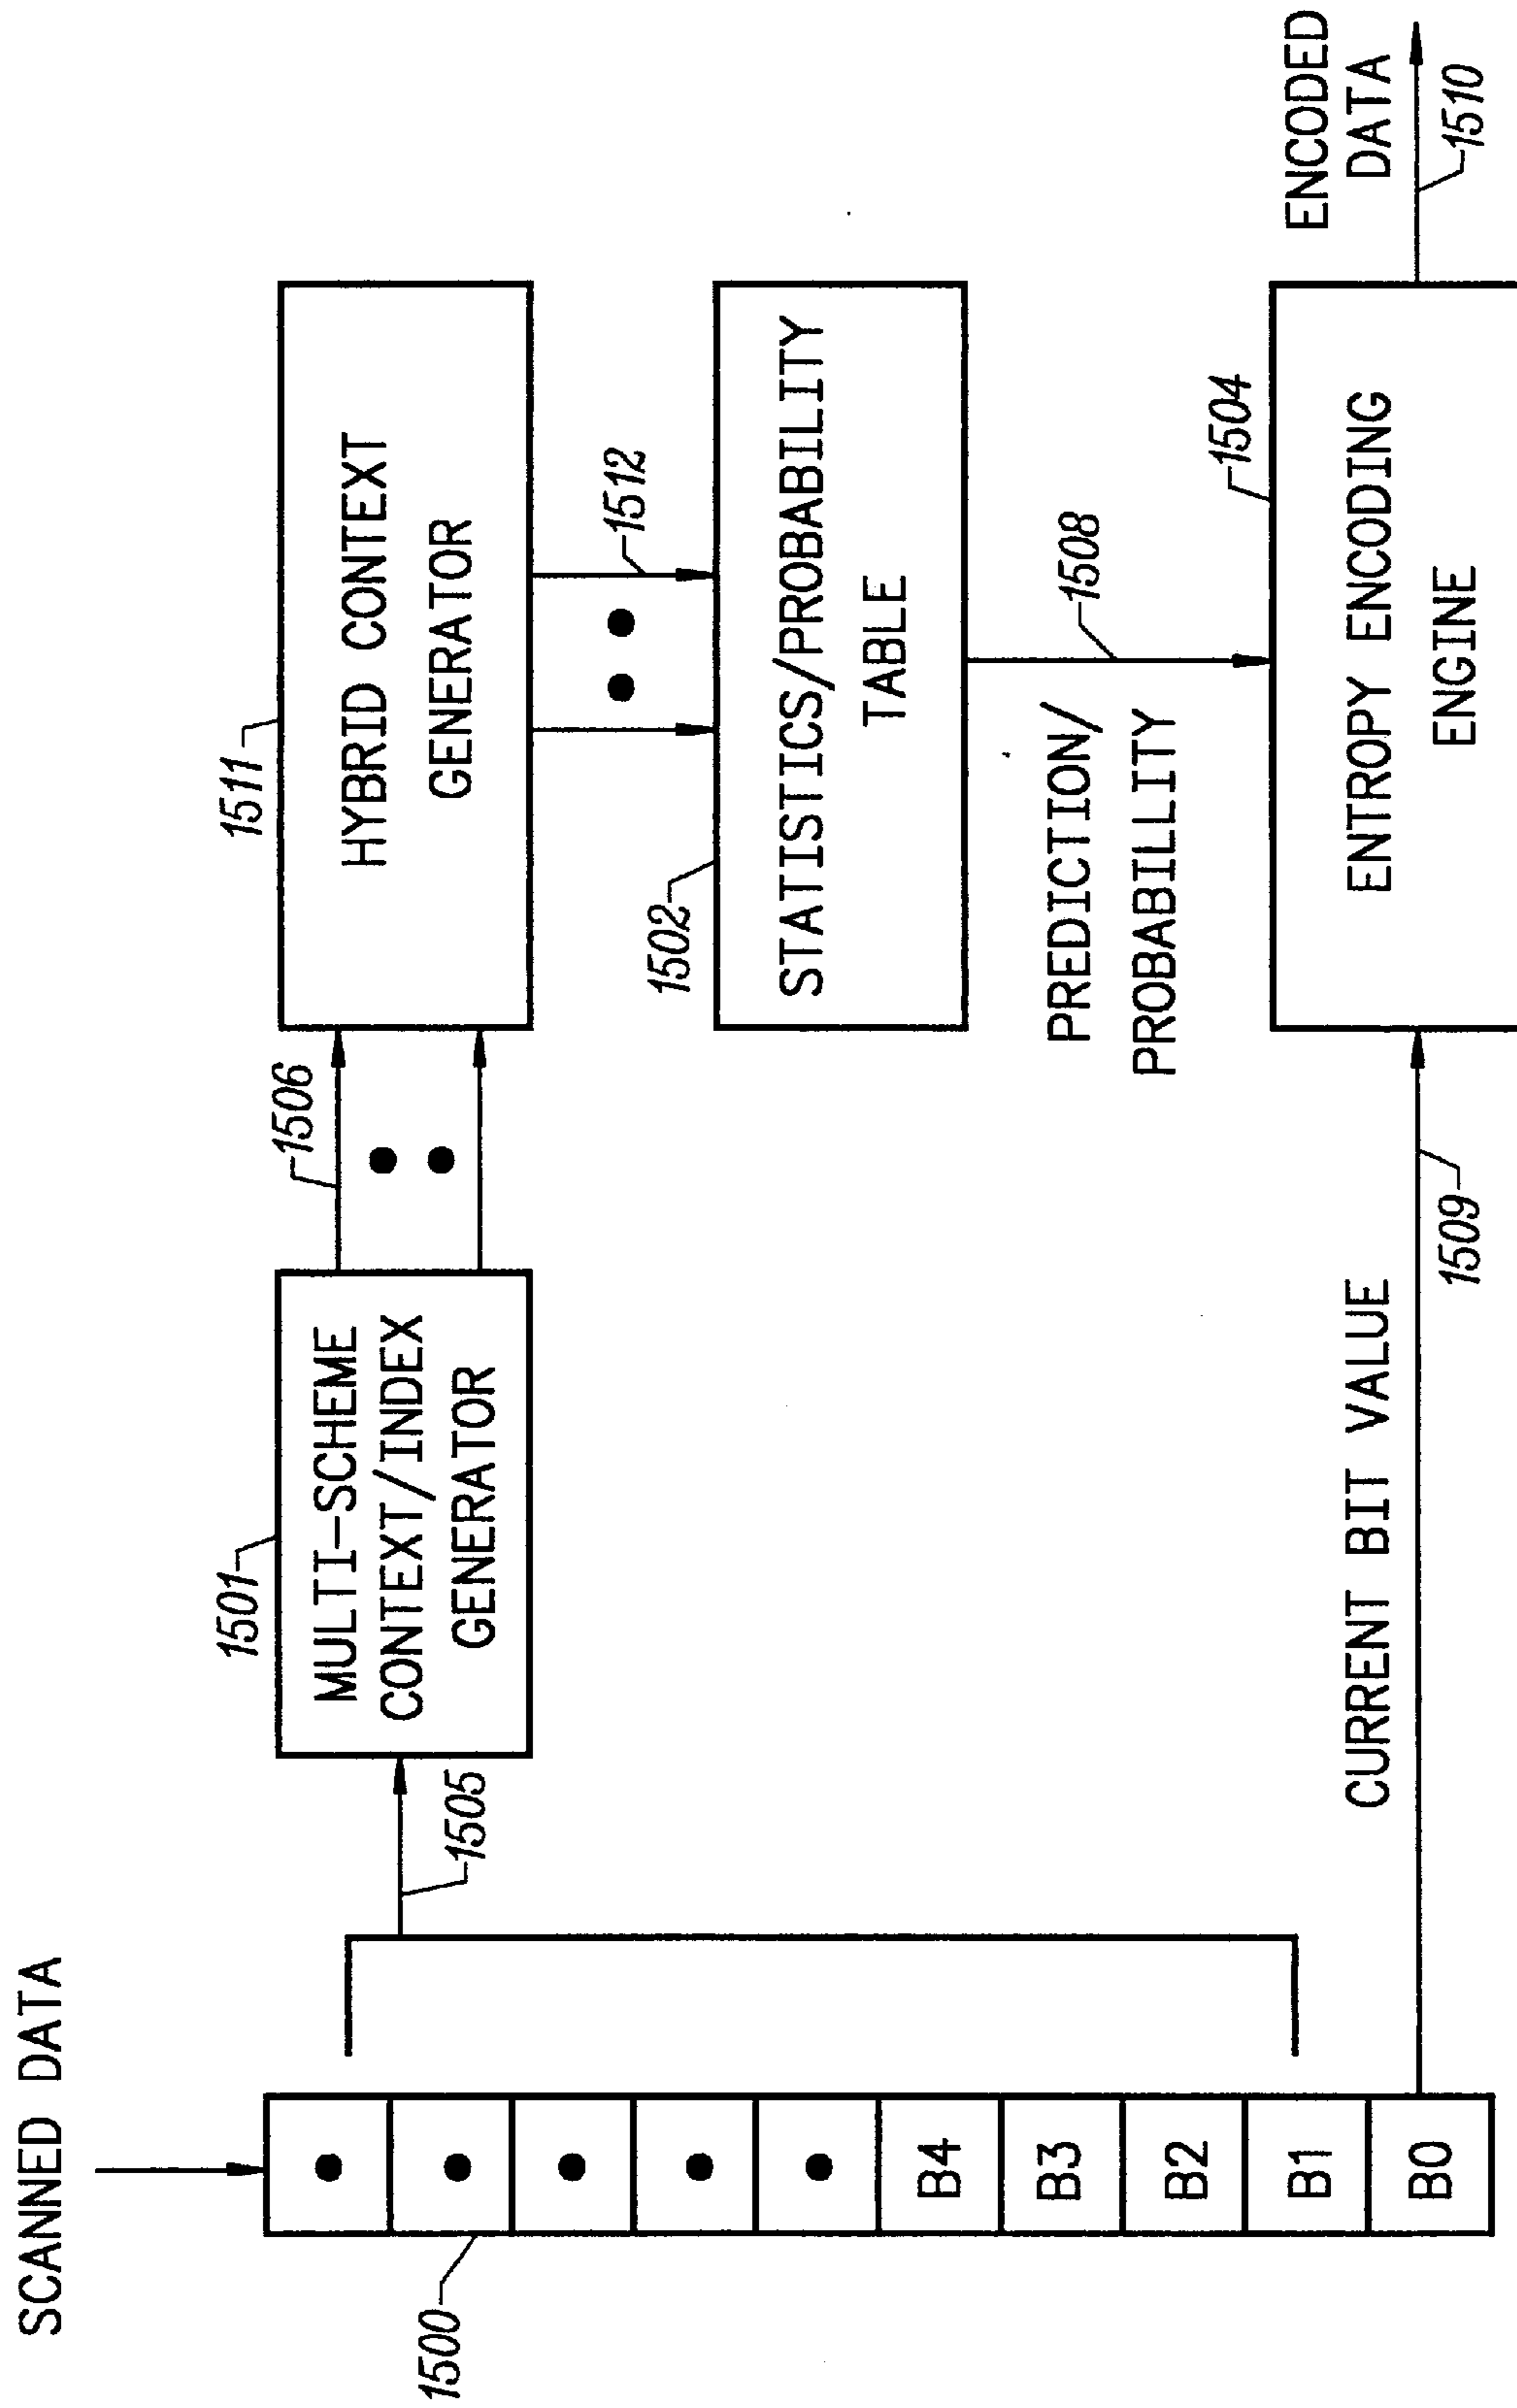 SCANNED DATA
1500
B4
B3
B2
B1
B0
1505
1501
MULTI-SCHEME
CONTEXT/INDEX
GENERATOR
1506
1511
HYBRID CONTEXT
GENERATOR
1512
1502
STATISTICS/PROBABILITY
TABLE
PREDICTION/
PROBABILLITY
1508
CURRENT BIT VALUE
1509
1504
ENTROPY ENCODING
ENGINE
ENCODED
DATA
1510